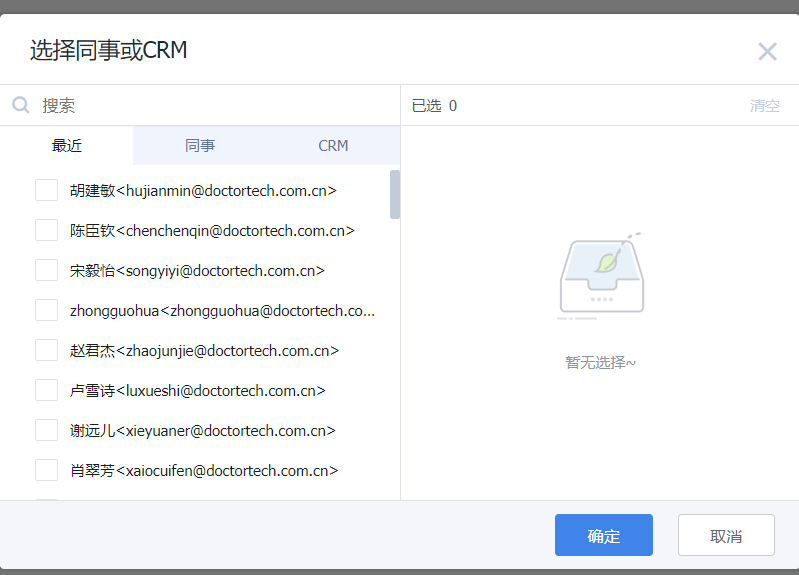 选择同事或CRM
搜索
已选 0
清空
最近
同事
CRM
胡建敏<hujianmin@doctortech.com.cn>
陈臣钦<chenchenqin@doctortech.com.cn>
宋毅怡<songyiyi@doctortech.com.cn>
zhongguohua<zhongguohua@doctortech.co...
赵君杰<zhaojunjie@doctortech.com.cn>
卢雪诗<luxueshi@doctortech.com.cn>
谢远儿<xieyuaner@doctortech.com.cn>
肖翠芳<xaiocuifen@doctortech.com.cn>
暂无选择~
确定
取消